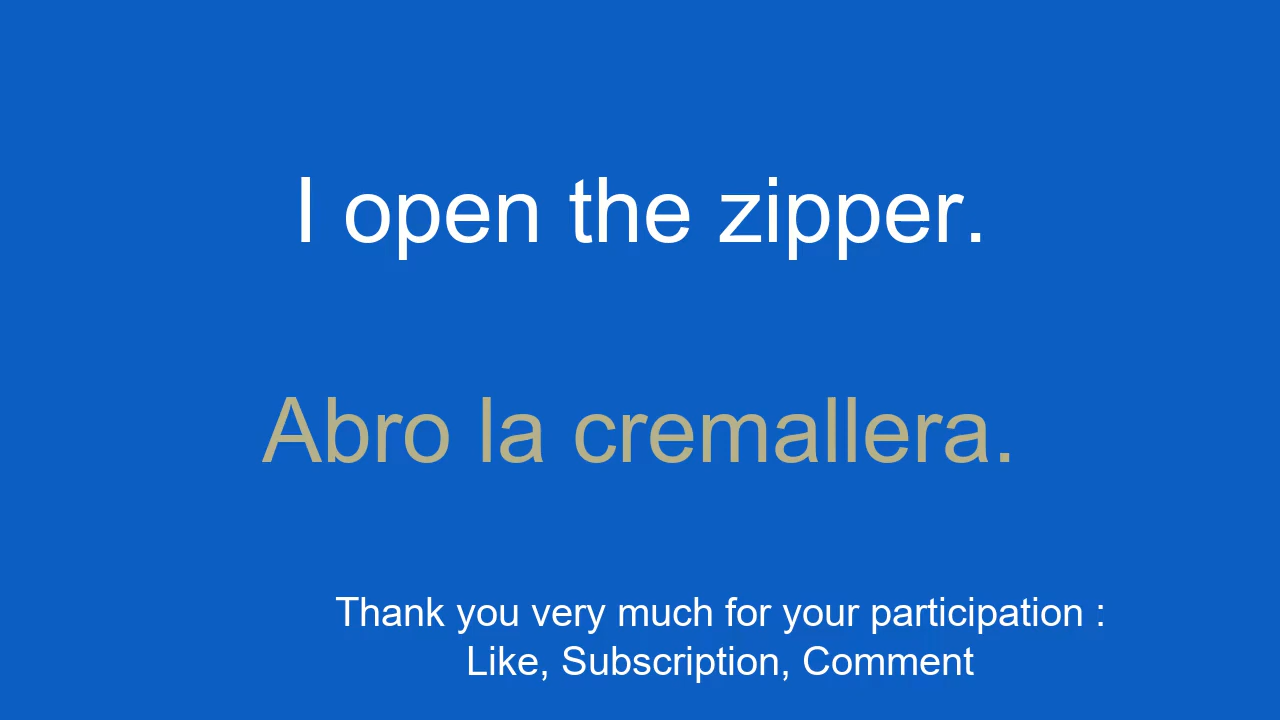 I open the zipper.
Abro la cremallera.
Thank you very much for your participation :
Like, Subscription, Comment